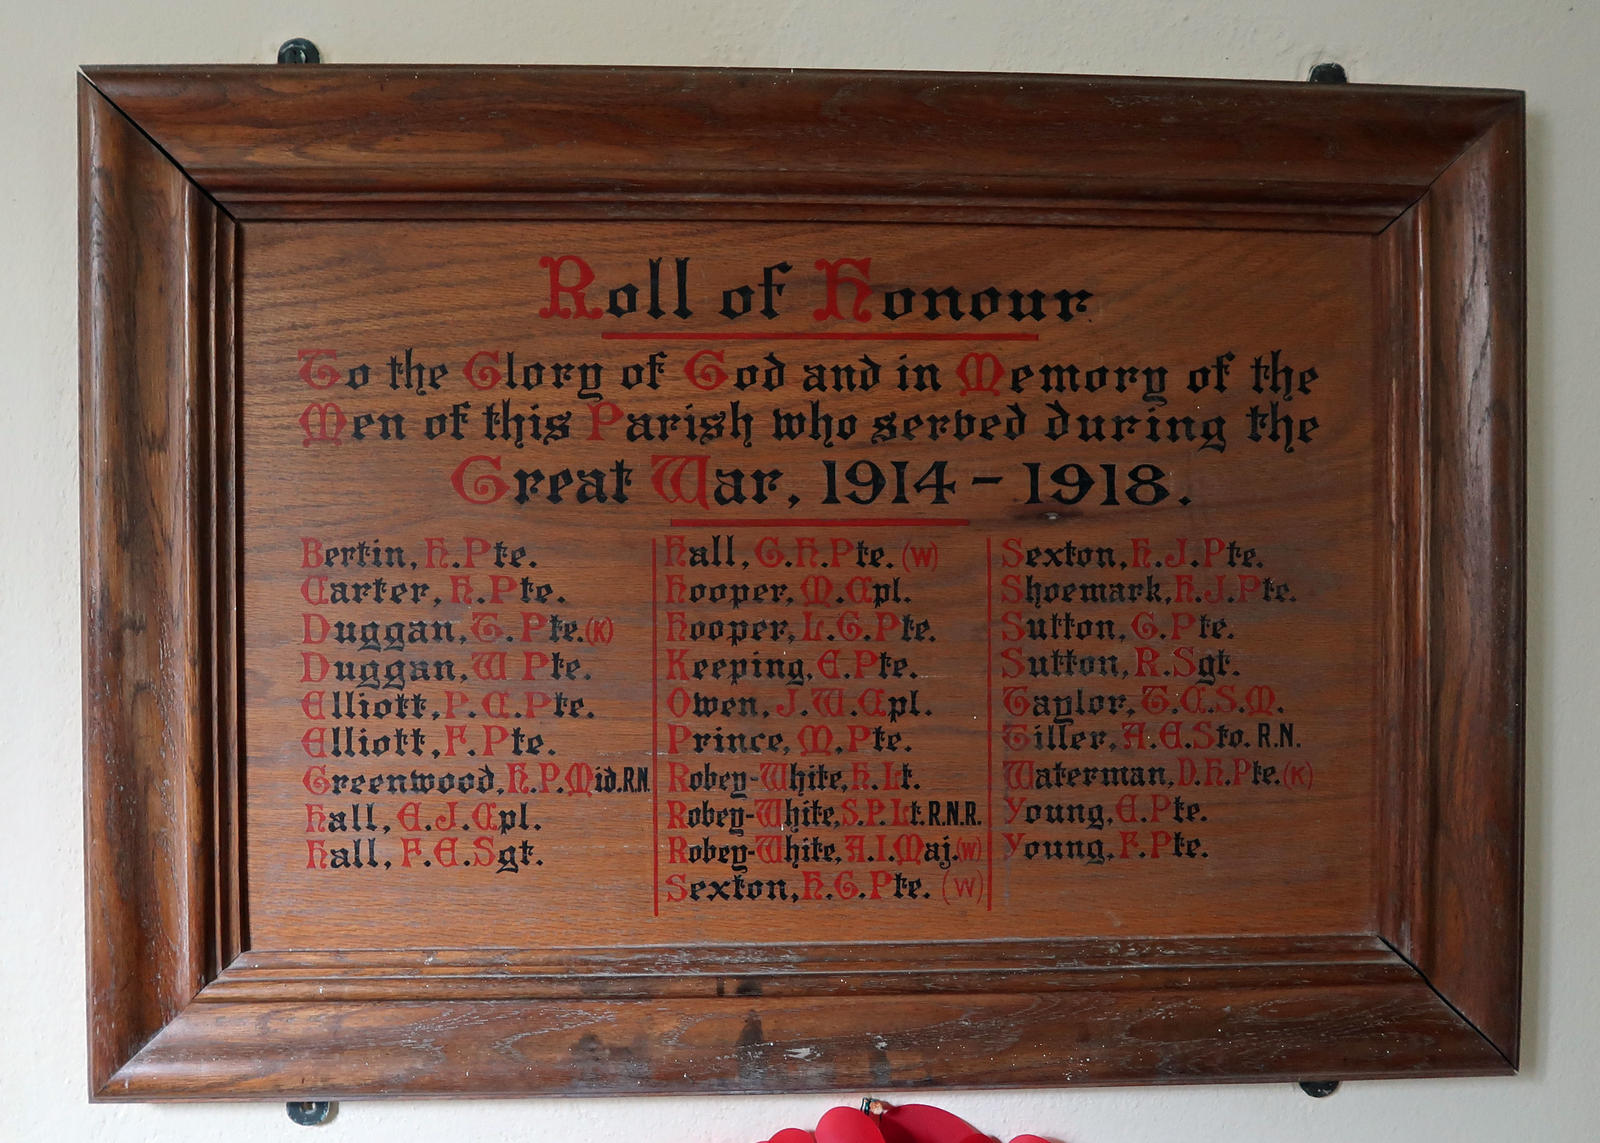 Roll of Honour
To the Glory of God and in Memory of the
Men of this Parish who served during the
Great War, 1914 - 1918.
Bertin, H. Pte.
Carter, H. Pte.
Duggan, T. Pte. (K)
Duggan, W Pte.
Elliott, P. C. Pte.
Elliott, F. Pte.
Greenwood, H. P. Mid. R.N.
Hall, E. J. Cpl.
Hall, F. E. Sgt.
Hall, G. H. Pte. (W)
Hooper, M. Cpl.
Hooper, L. G. Pte.
Keeping, E. Pte.
Owen, J. W. Cpl.
Prince, M. Pte.
Robey-White, H. Lt.
Robey-White, S. P. Lt. R.N.R.
Robey-White, A. I. Maj. (W)
Sexton, H. G. Pte. (W)
Sexton, H. J. Pte.
Shoemark, H. J. Pte.
Sutton, G. Pte.
Sutton, R. Sgt.
Taylor, T. C. S. M.
Tiller, A. E. Sto. R.N.
Waterman, D. H. Pte. (K)
Young, E. Pte.
Young, F. Pte.